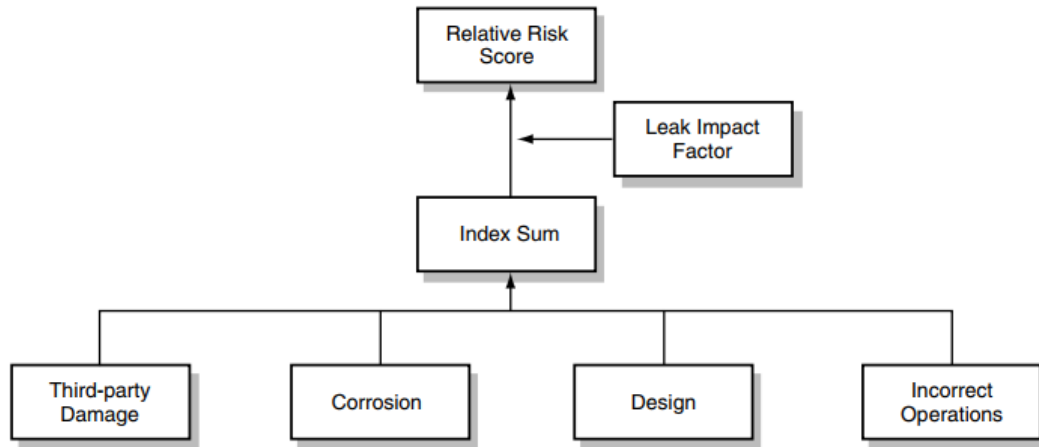 Relative Risk
Score
Leak Impact
Factor
Index Sum
Third-party
Damage
Corrosion
Design
Incorrect
Operations